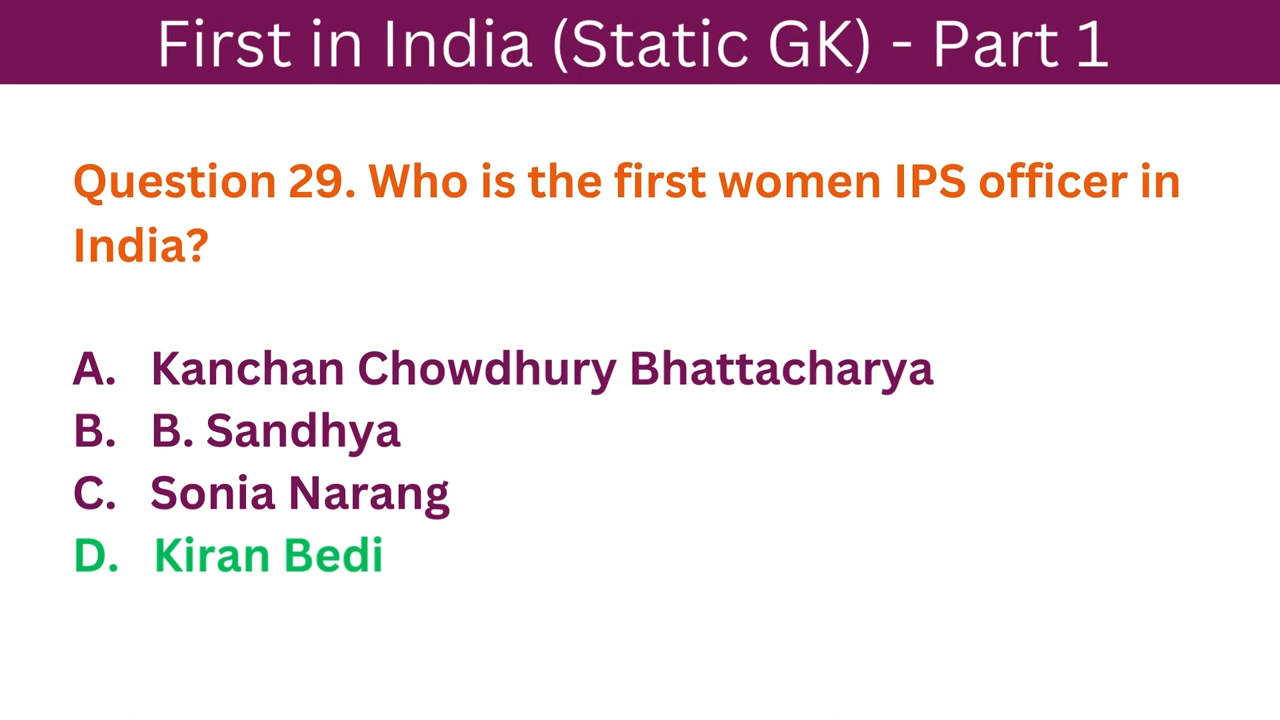 First in India (Static GK) - Part 1
Question 29. Who is the first women IPS officer in
India?
A. Kanchan Chowdhury Bhattacharya
B. B. Sandhya
C. Sonia Narang
D. Kiran Bedi